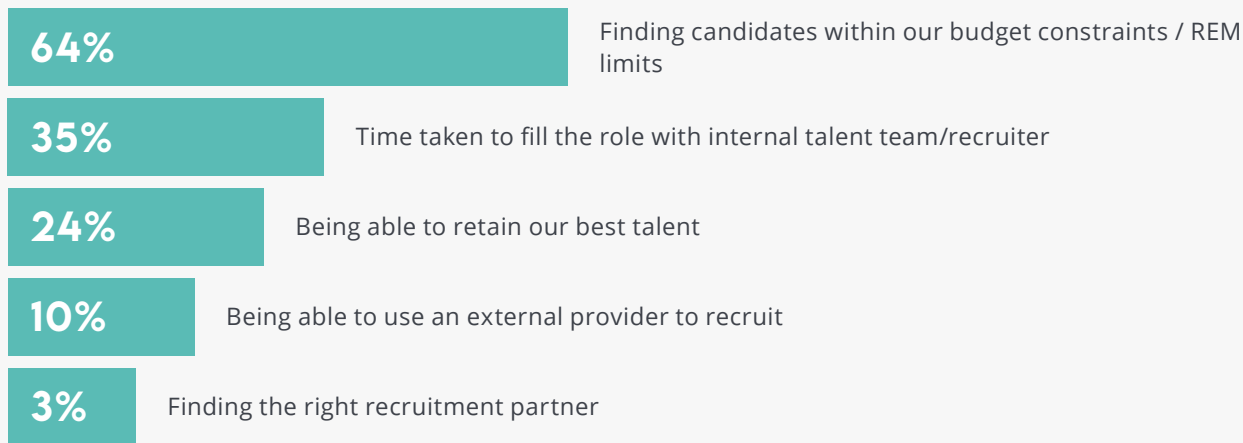 64%
Finding candidates within our budget constraints / REM
limits
35%
Time taken to fill the role with internal talent team/recruiter
24%
Being able to retain our best talent
10%
Being able to use an external provider to recruit
3%
Finding the right recruitment partner